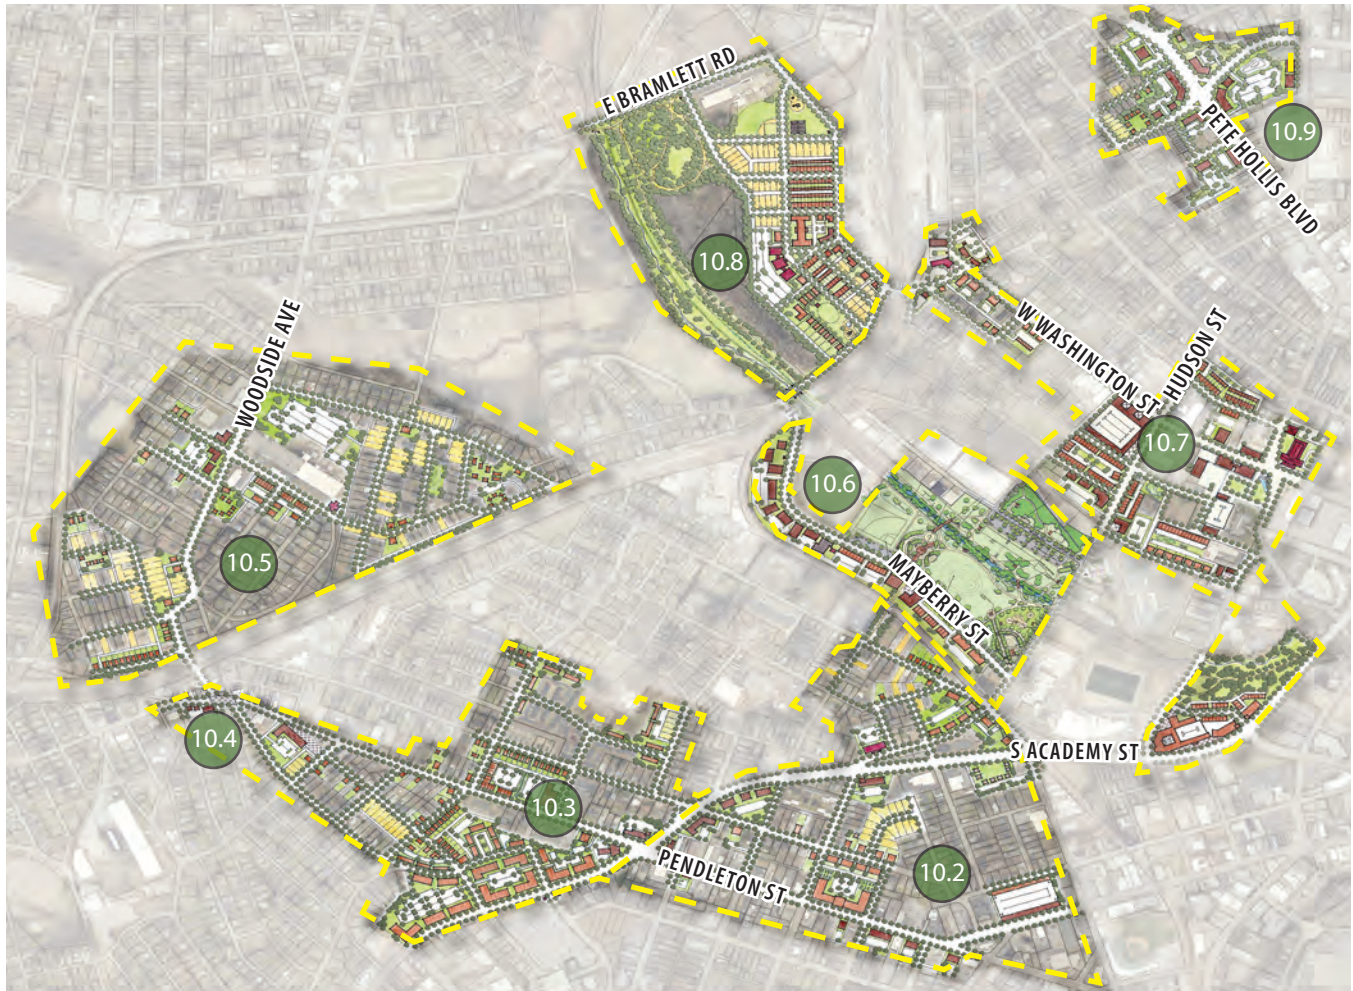 E BRAMLETT RD
10.9
PETE HOLLIS BLVD
10.8
W WASHINGTON ST
HUDSON ST
WOODSIDE AVE
10.7
10.6
10.5
MAYBERRY ST
10.4
S ACADEMY ST
10.3
PENDLETON ST
10.2